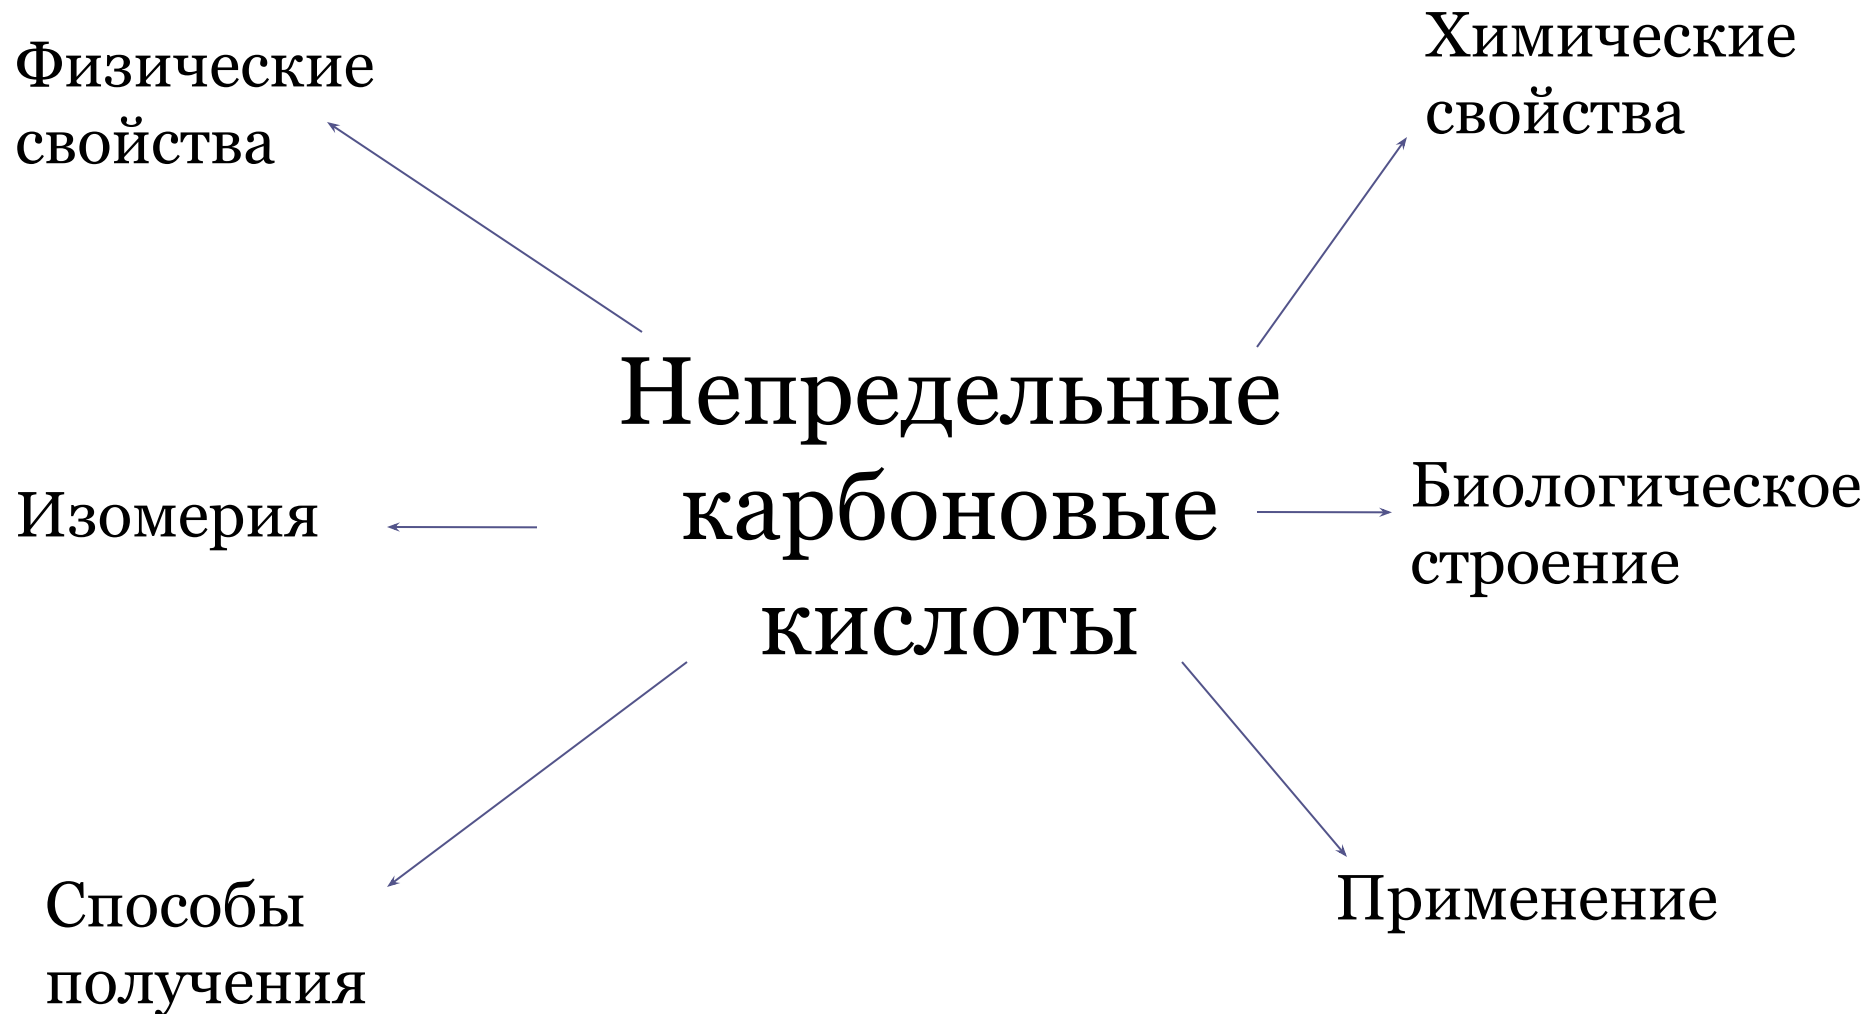 Физические
свойства
Химические
свойства
Непредельные
карбоновые
кислоты
Изомерия
Биологическое
строение
Способы
получения
Применение